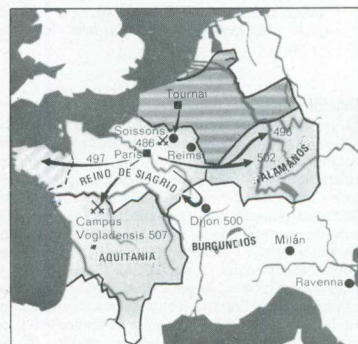 Tournai
Soissons
486
Paris
Reims
496
497
502
REINO DE SIAGRIO
ALAMANOS
Campus
Vogladensis 507
Dijon 500
BURGUNCIOS
AQUITANIA
Milán
Ravenna